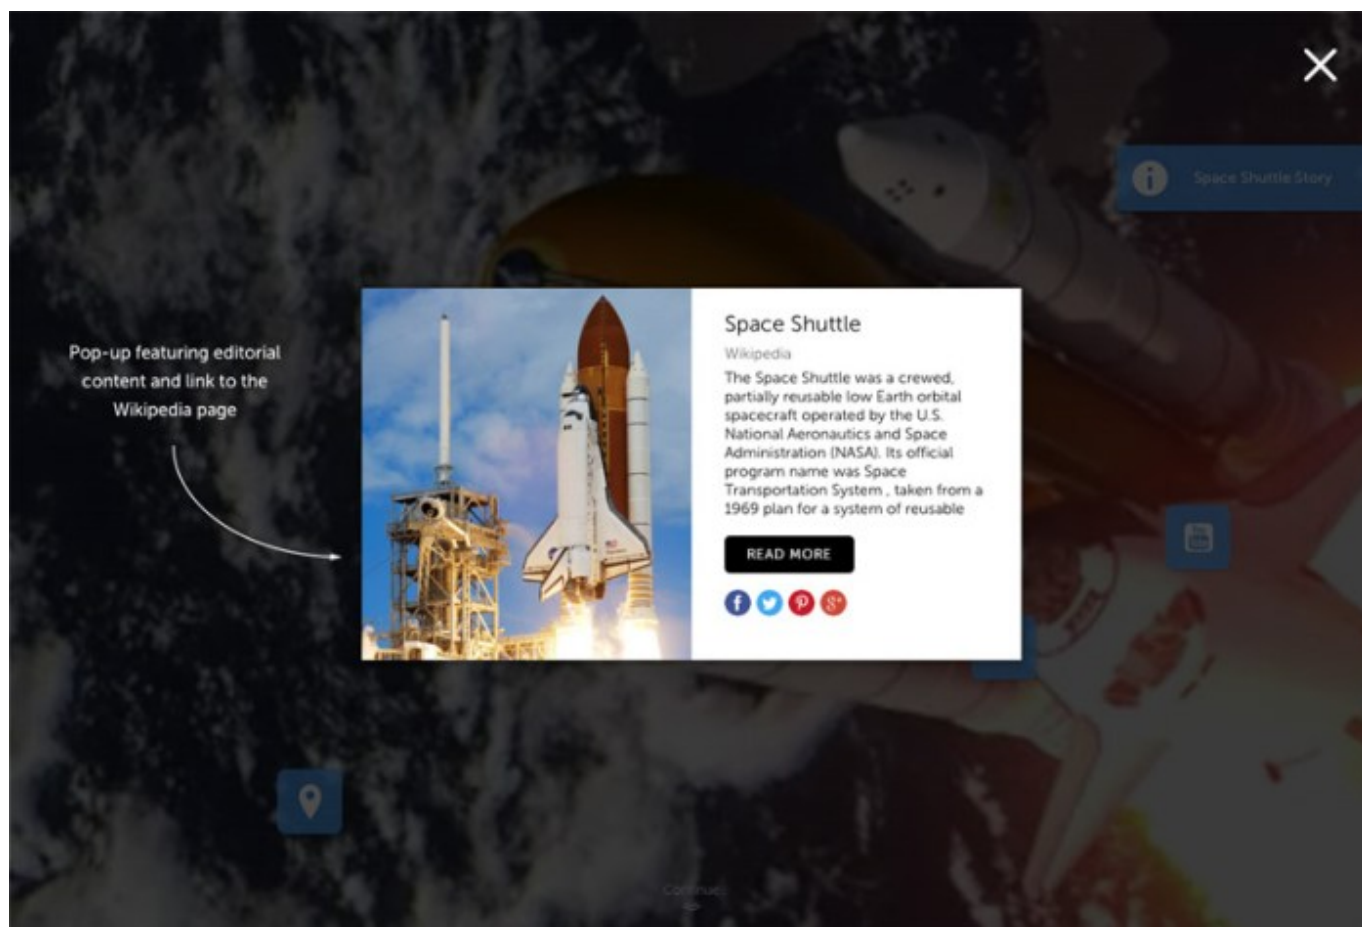 Space Shuttle Story
Pop-up featuring editorial
content and link to the
Wikipedia page
Space Shuttle
Wikipedia
The Space Shuttle was a crewed,
partially reusable low Earth orbital
spacecraft operated by the U.S.
National Aeronautics and Space
Administration (NASA). Its official
program name was Space
Transportation System , taken from a
1969 plan for a system of reusable
READ MORE
Continue